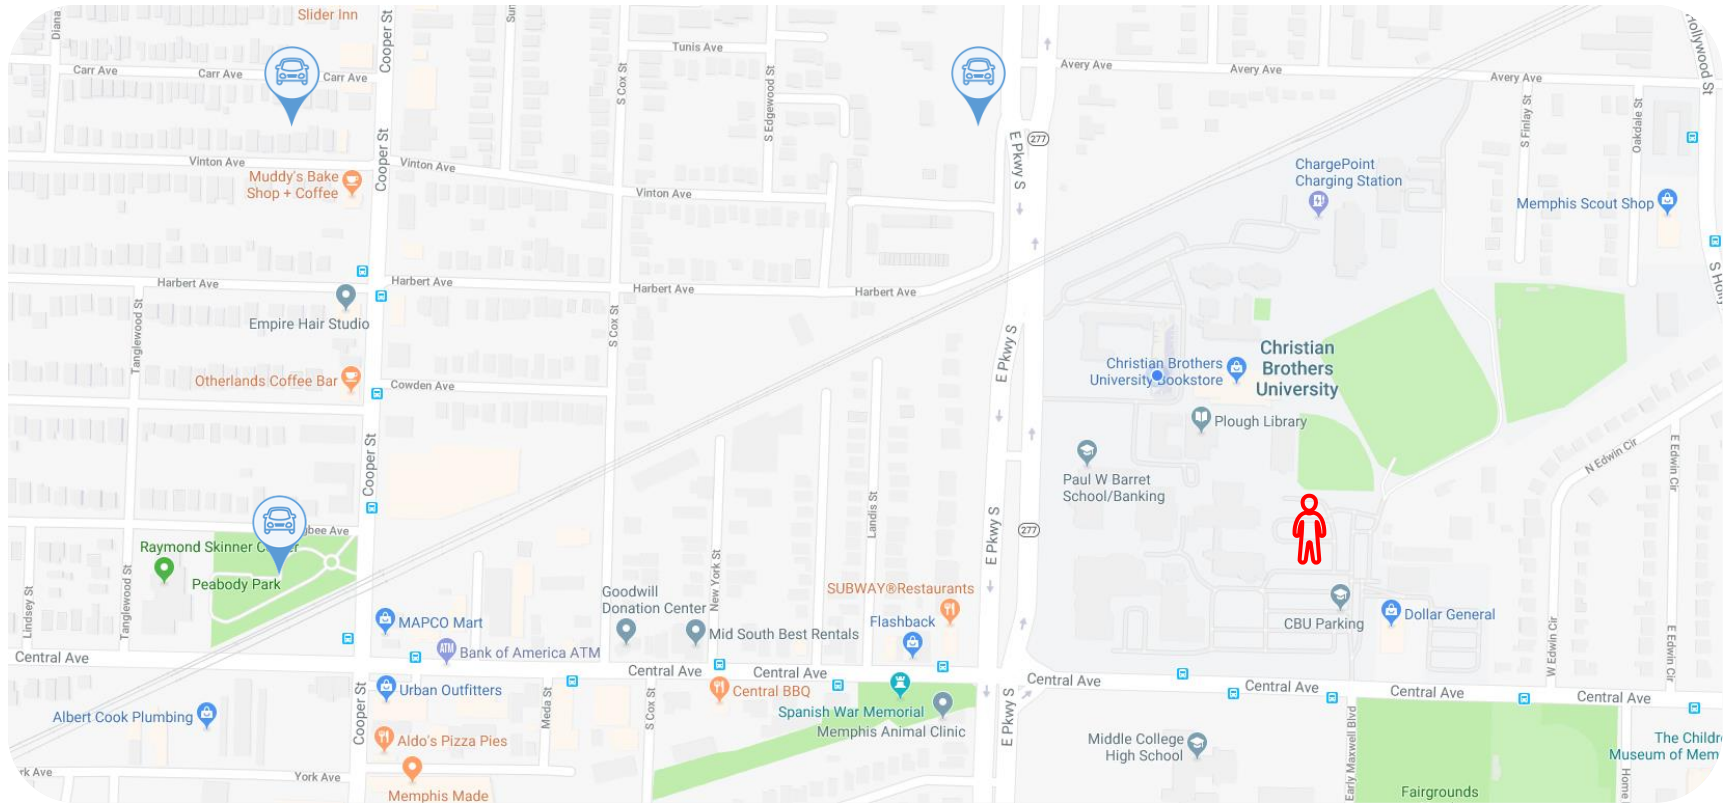 Slider Inn
Diana
Cooper St
Sun
Tunis Ave
Avery Ave
Avery Ave
Avery Ave
Hollywood St
Carr Ave
Carr Ave
Carr Ave
S Cox St
S Edgewood St
E Pkwy S
277
S Finlay St
Oakdale St
Cooper St
Vinton Ave
Vinton Ave
Vinton Ave
Muddy's Bake
Shop + Coffee
ChargePoint
Charging Station
Memphis Scout Shop
Harbert Ave
Harbert Ave
Harbert Ave
Harbert Ave
Empire Hair Studio
Tanglewood St
S Cox St
E Pkwy S
Otherlands Coffee Bar
Cowden Ave
Christian Brothers
University Bookstore
Christian
Brothers
University
Plough Library
Cooper St
Paul W Barret
School/Banking
N Edwin Cir
E Edwin Cir
Landis St
E Pkwy S
277
Raymond Skinner
Peabody Park
Lindsey St
Tanglewood St
New York St
Goodwill
Donation Center
SUBWAY®Restaurants
Flashback
MAPCO Mart
Mid South Best Rentals
Bank of America ATM
CBU Parking
Dollar General
W Edwin Cir
E Edwin Cir
Central Ave
Central Ave
Central Ave
Central Ave
Central Ave
Central Ave
Central Ave
Urban Outfitters
Central BBQ
Cooper St
Meda St
S Cox St
E Pkwy S
Albert Cook Plumbing
Spanish War Memorial
Memphis Animal Clinic
Aldo's Pizza Pies
Middle College
High School
Early Maxwell Blvd
The Childr
Museum of Mem
York Ave
Memphis Made
Fairgrounds
Home